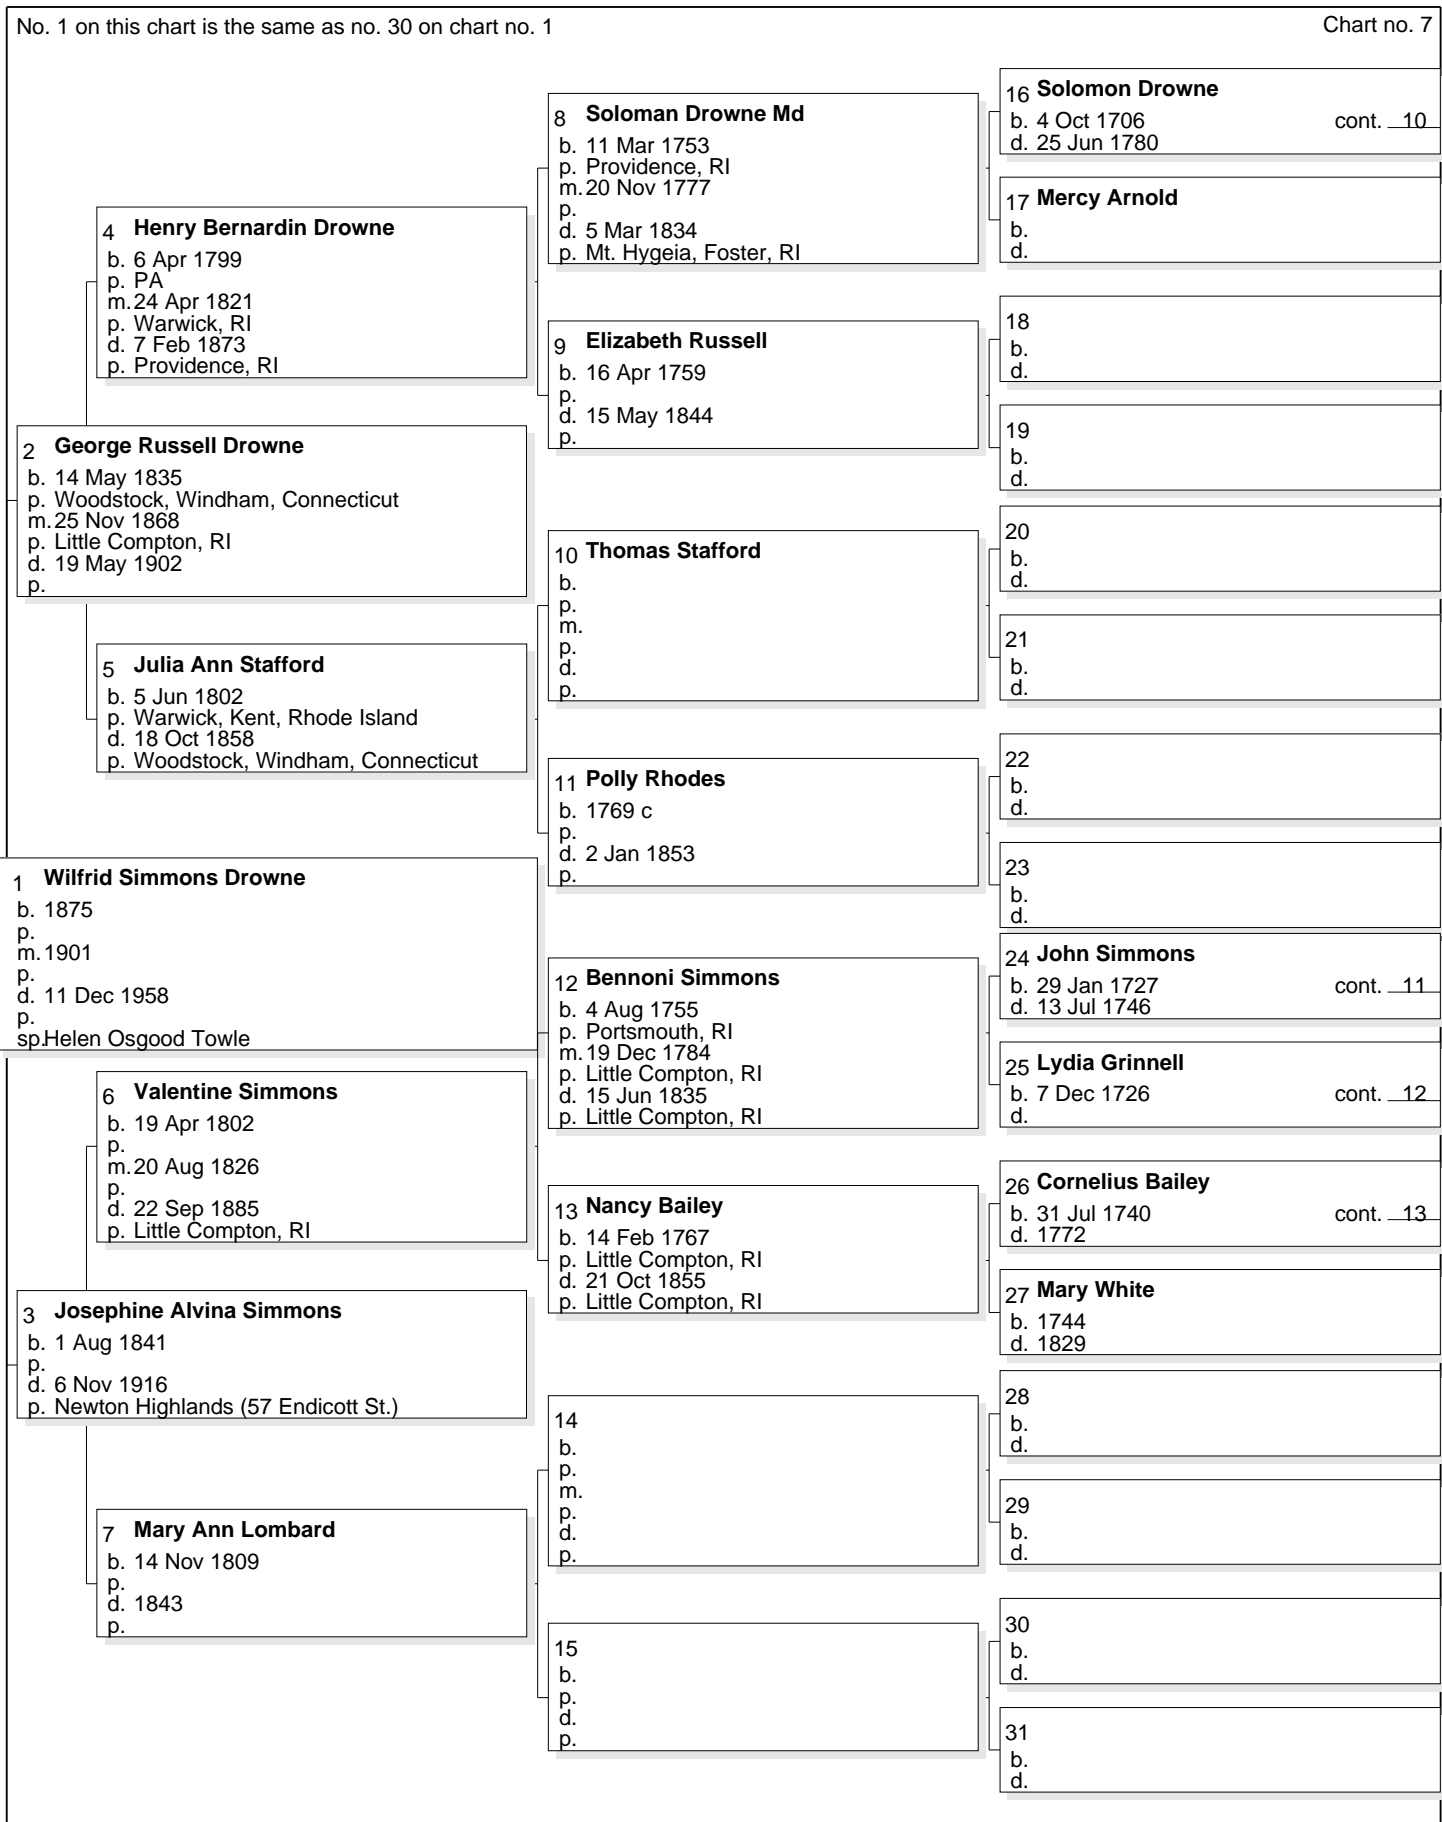 No. 1 on this chart is the same as no. 30 on chart no. 1
Chart no. 7
16 Solomon Drowne
b. 4 Oct 1706 cont. 10
d. 25 Jun 1780
8 Soloman Drowne Md
b. 11 Mar 1753
p. Providence, RI
m. 20 Nov 1777
p.
d. 5 Mar 1834
p. Mt. Hygeia, Foster, RI
17 Mercy Arnold
b.
d.
4 Henry Bernardin Drowne
b. 6 Apr 1799
p. PA
m. 24 Apr 1821
p. Warwick, RI
d. 7 Feb 1873
p. Providence, RI
18
b.
d.
9 Elizabeth Russell
b. 16 Apr 1759
p.
d. 15 May 1844
p.
19
b.
d.
2 George Russell Drowne
b. 14 May 1835
p. Woodstock, Windham, Connecticut
m. 25 Nov 1868
p. Little Compton, RI
d. 19 May 1902
p.
20
b.
d.
10 Thomas Stafford
b.
p.
m.
p.
d.
p.
21
b.
d.
5 Julia Ann Stafford
b. 5 Jun 1802
p. Warwick, Kent, Rhode Island
d. 18 Oct 1858
p. Woodstock, Windham, Connecticut
22
b.
d.
11 Polly Rhodes
b. 1769 c
p.
d. 2 Jan 1853
p.
23
b.
d.
1 Wilfrid Simmons Drowne
b. 1875
p.
m. 1901
p.
d. 11 Dec 1958
p.
sp. Helen Osgood Towle
24 John Simmons
b. 29 Jan 1727 cont. 11
d. 13 Jul 1746
12 Bennoni Simmons
b. 4 Aug 1755
p. Portsmouth, RI
m. 19 Dec 1784
p. Little Compton, RI
d. 15 Jun 1835
p. Little Compton, RI
25 Lydia Grinnell
b. 7 Dec 1726 cont. 12
d.
6 Valentine Simmons
b. 19 Apr 1802
p.
m. 20 Aug 1826
p.
d. 22 Sep 1885
p. Little Compton, RI
26 Cornelius Bailey
b. 31 Jul 1740 cont. 13
d. 1772
13 Nancy Bailey
b. 14 Feb 1767
p. Little Compton, RI
d. 21 Oct 1855
p. Little Compton, RI
27 Mary White
b. 1744
d. 1829
3 Josephine Alvina Simmons
b. 1 Aug 1841
p.
d. 6 Nov 1916
p. Newton Highlands (57 Endicott St.)
28
b.
d.
14
b.
p.
m.
p.
d.
p.
29
b.
d.
7 Mary Ann Lombard
b. 14 Nov 1809
p.
d. 1843
p.
30
b.
d.
15
b.
p.
d.
p.
31
b.
d.